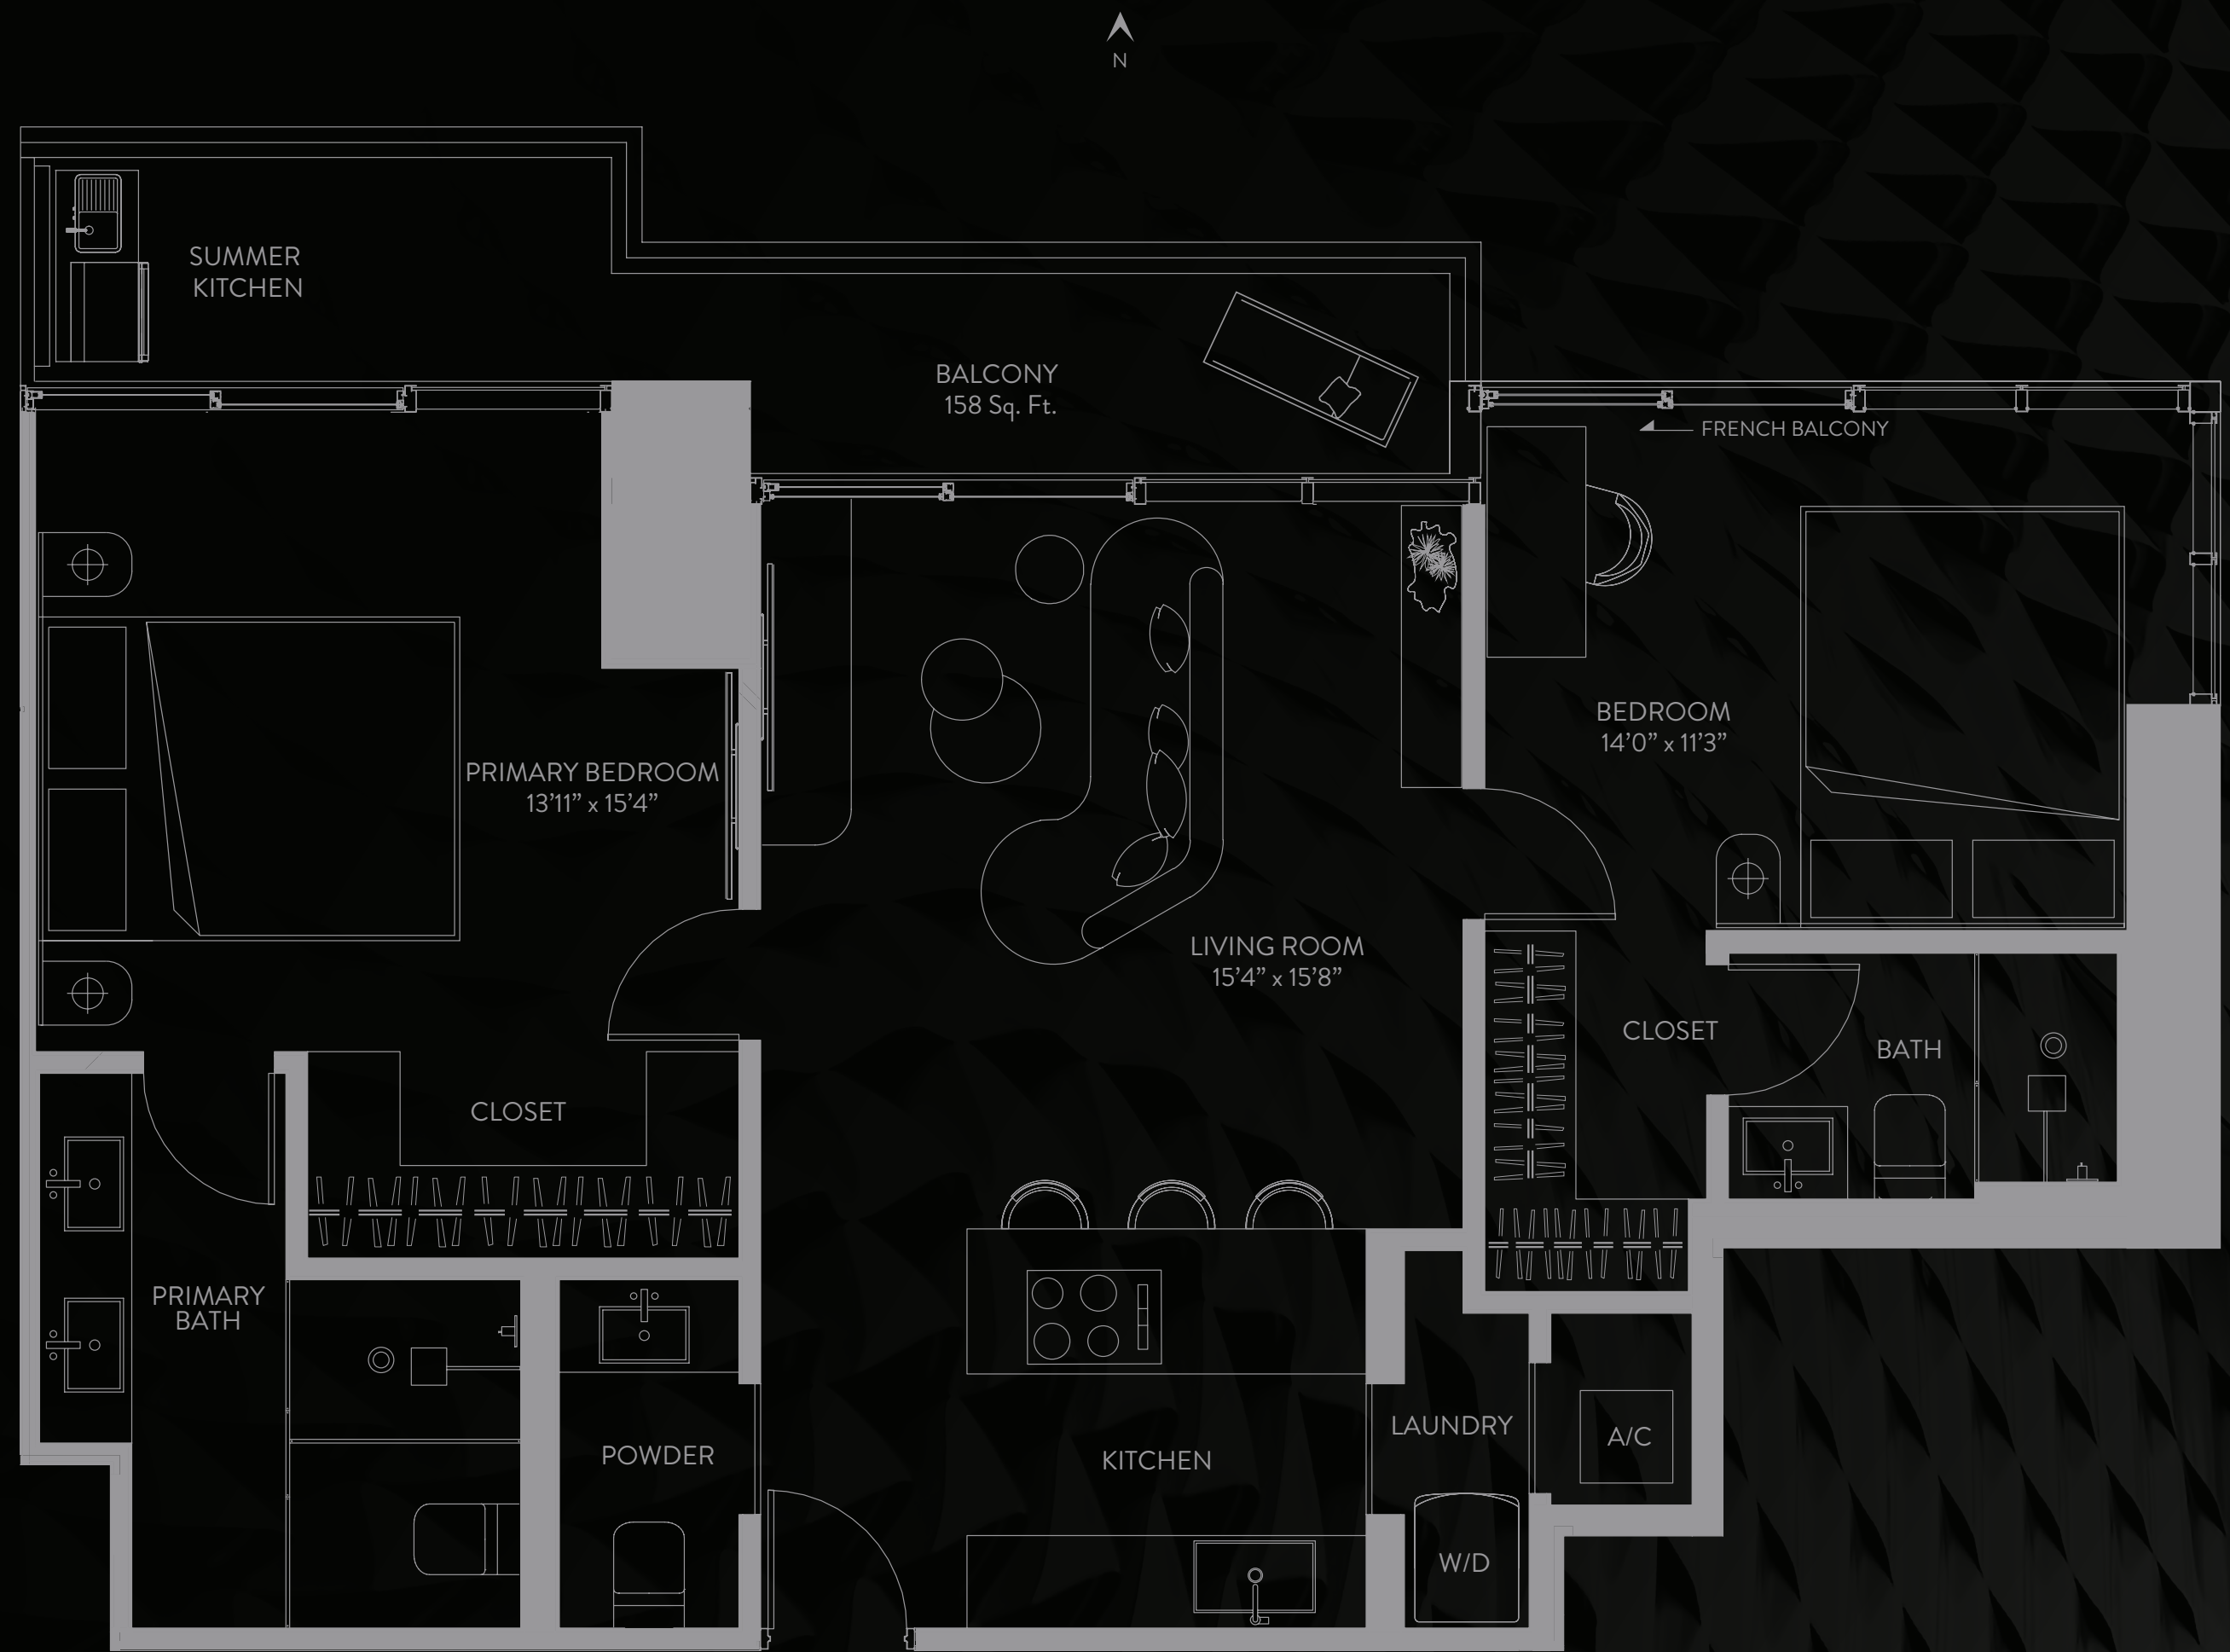 N
SUMMER
KITCHEN
BALCONY
158 Sq. Ft.
FRENCH BALCONY
BEDROOM
14’0” x 11’3”
PRIMARY BEDROOM
13’11” x 15’4”
LIVING ROOM
15’4” x 15’8”
CLOSET
BATH
CLOSET
PRIMARY
BATH
LAUNDRY
A/C
POWDER
KITCHEN
W/D